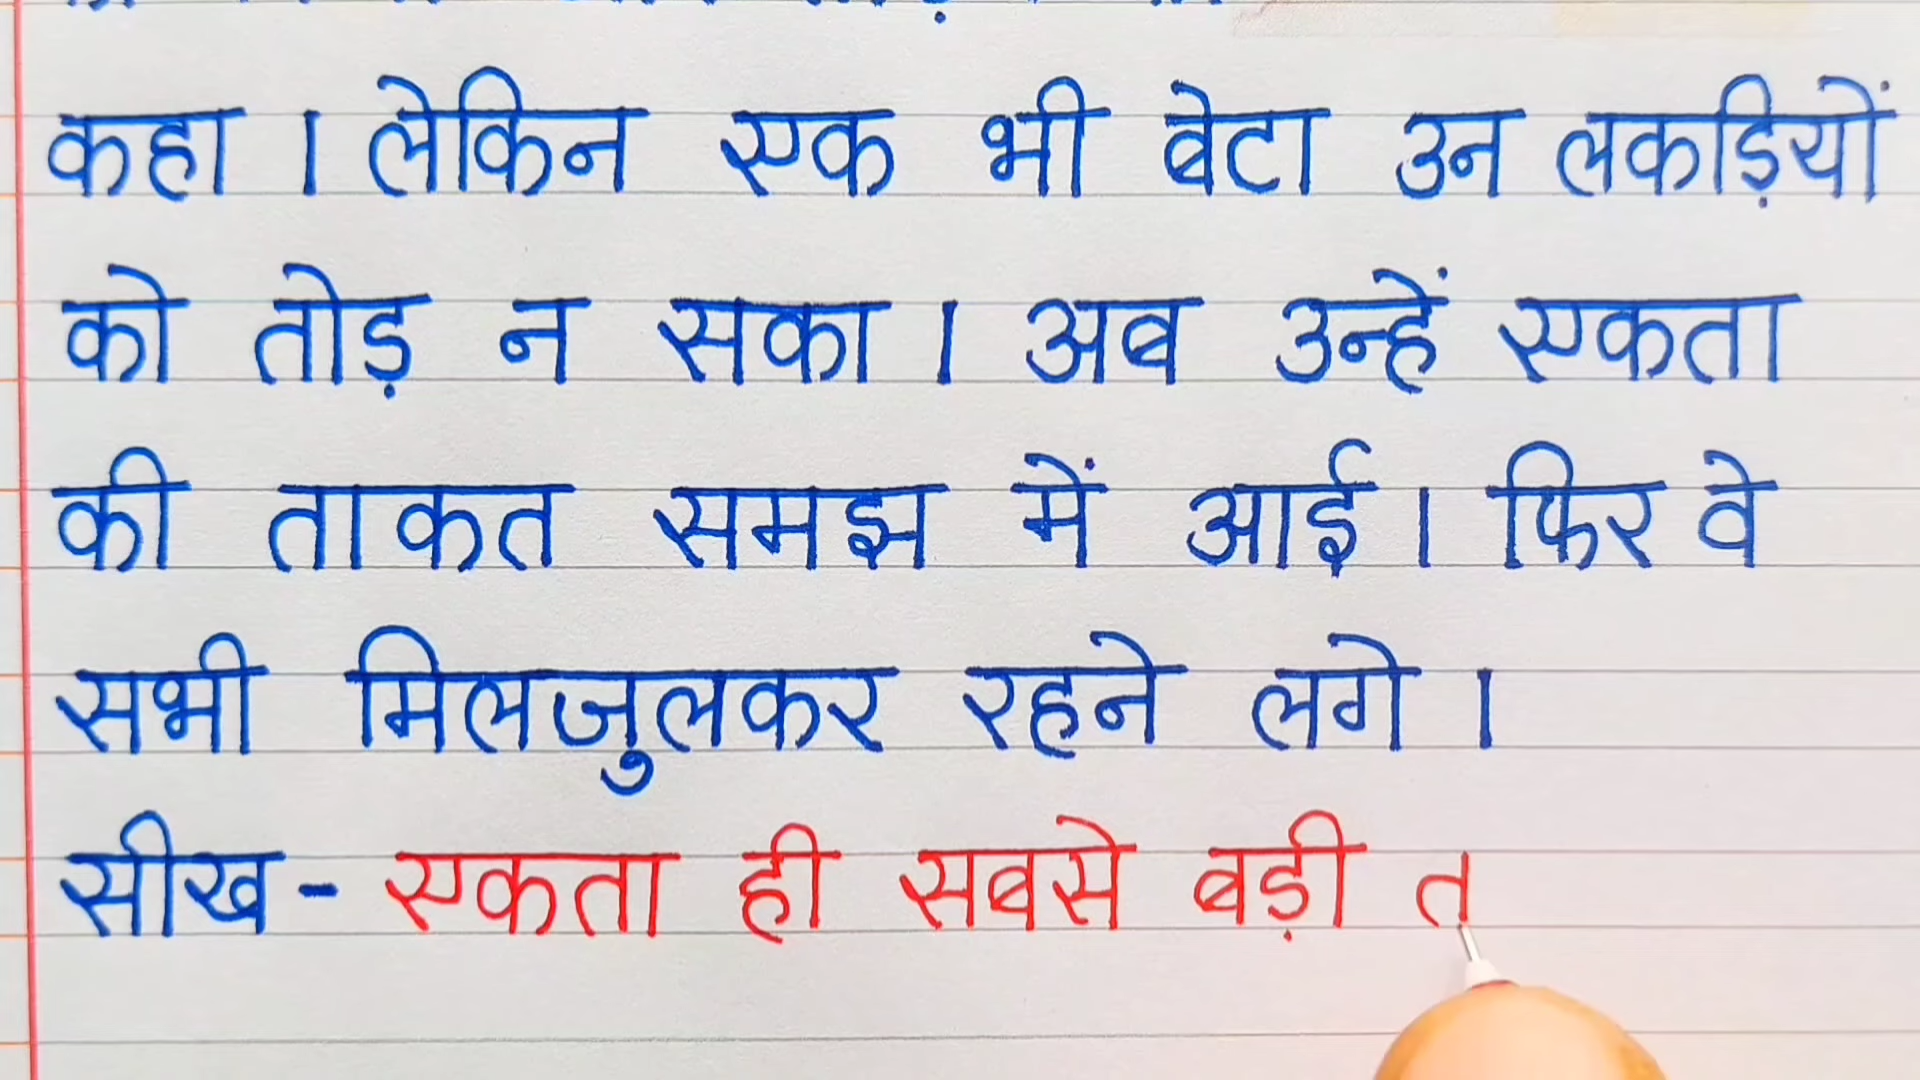 कहा । लेकिन एक भी बेटा उन लकड़ियों
को तोड़ न सका । अब उन्हें एकता
की ताकत समझ में आई । फिर वे
सभी मिलजुलकर रहने लगे ।
सीख - एकता ही सबसे बड़ी त